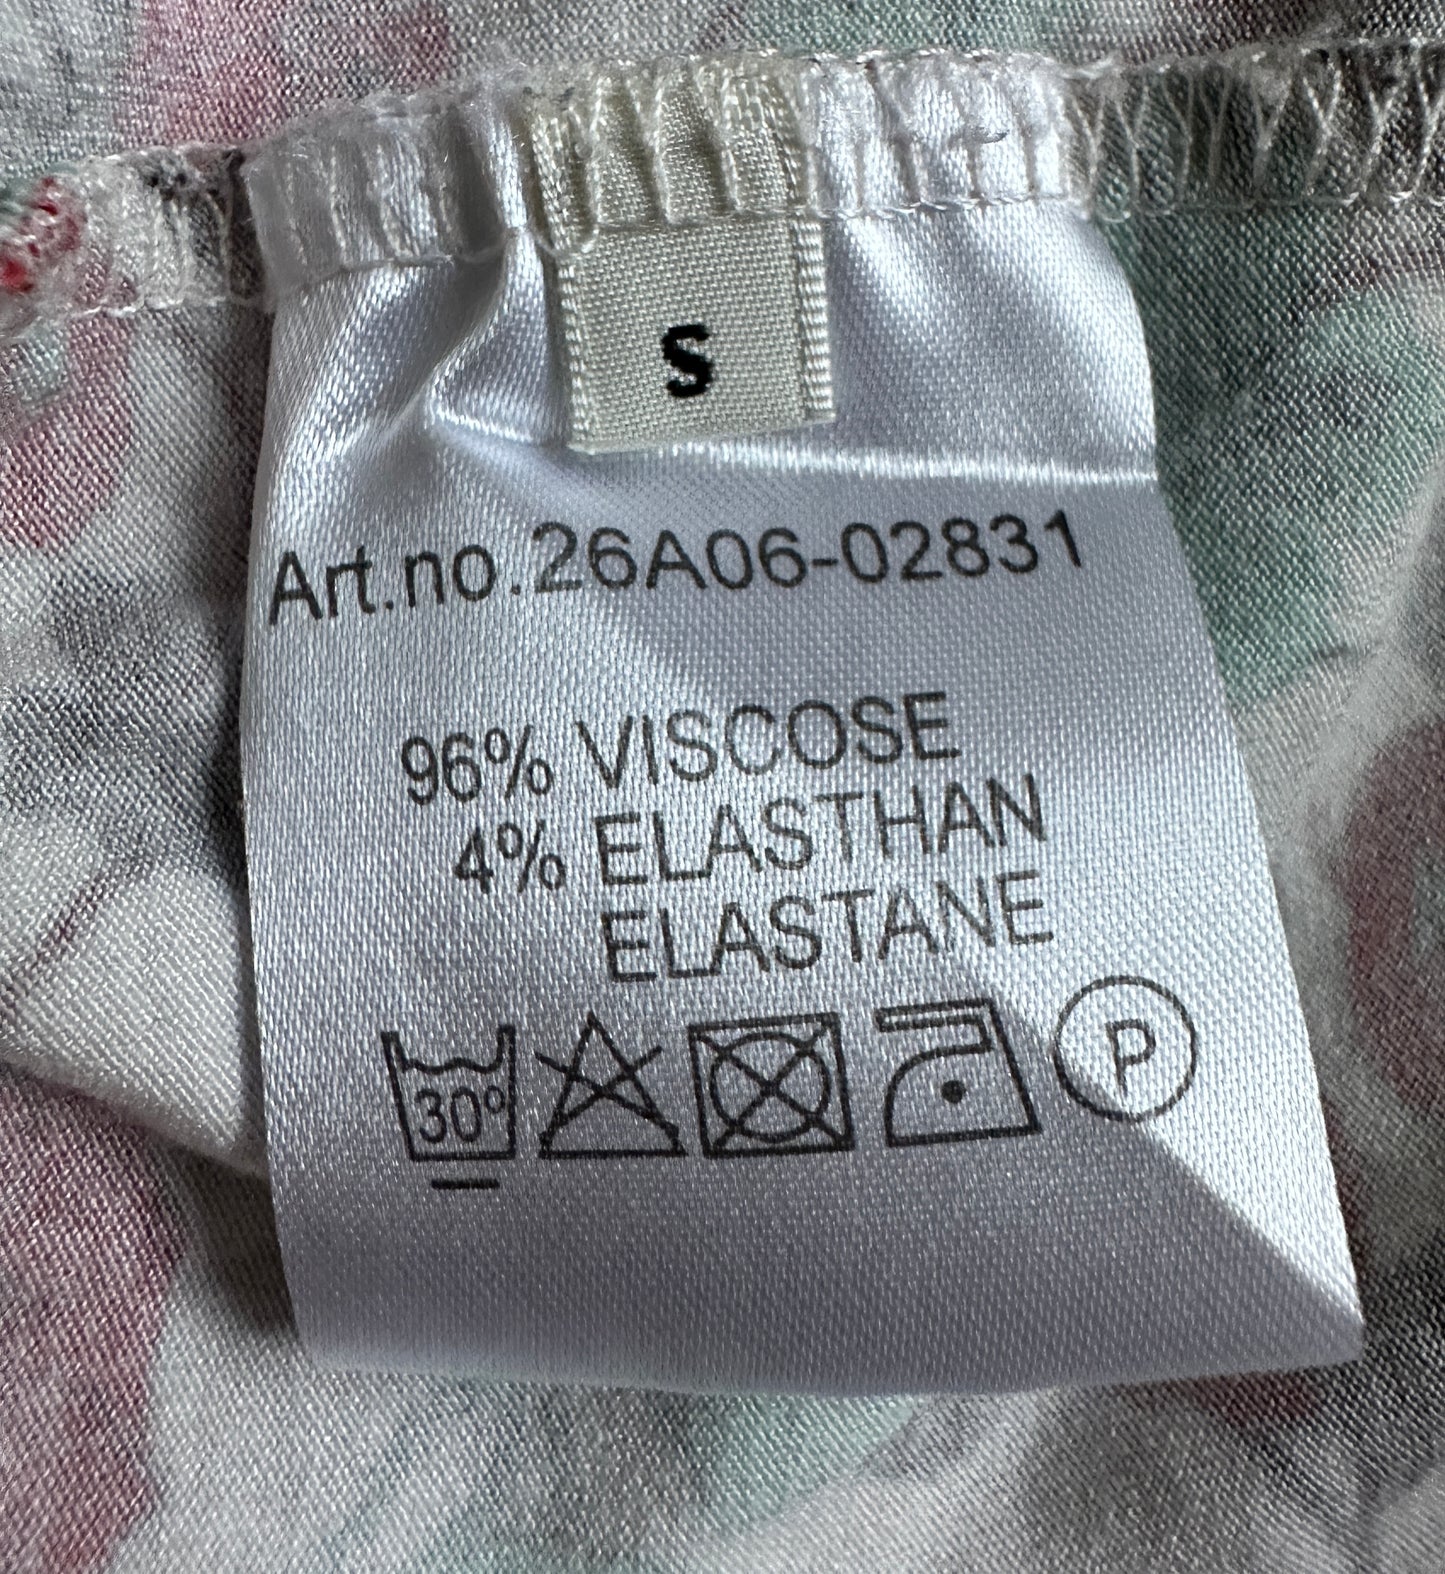 S
Art.no.26A06-02831
96% VISCOSE
4% ELASTHAN
ELASTANE
30° P